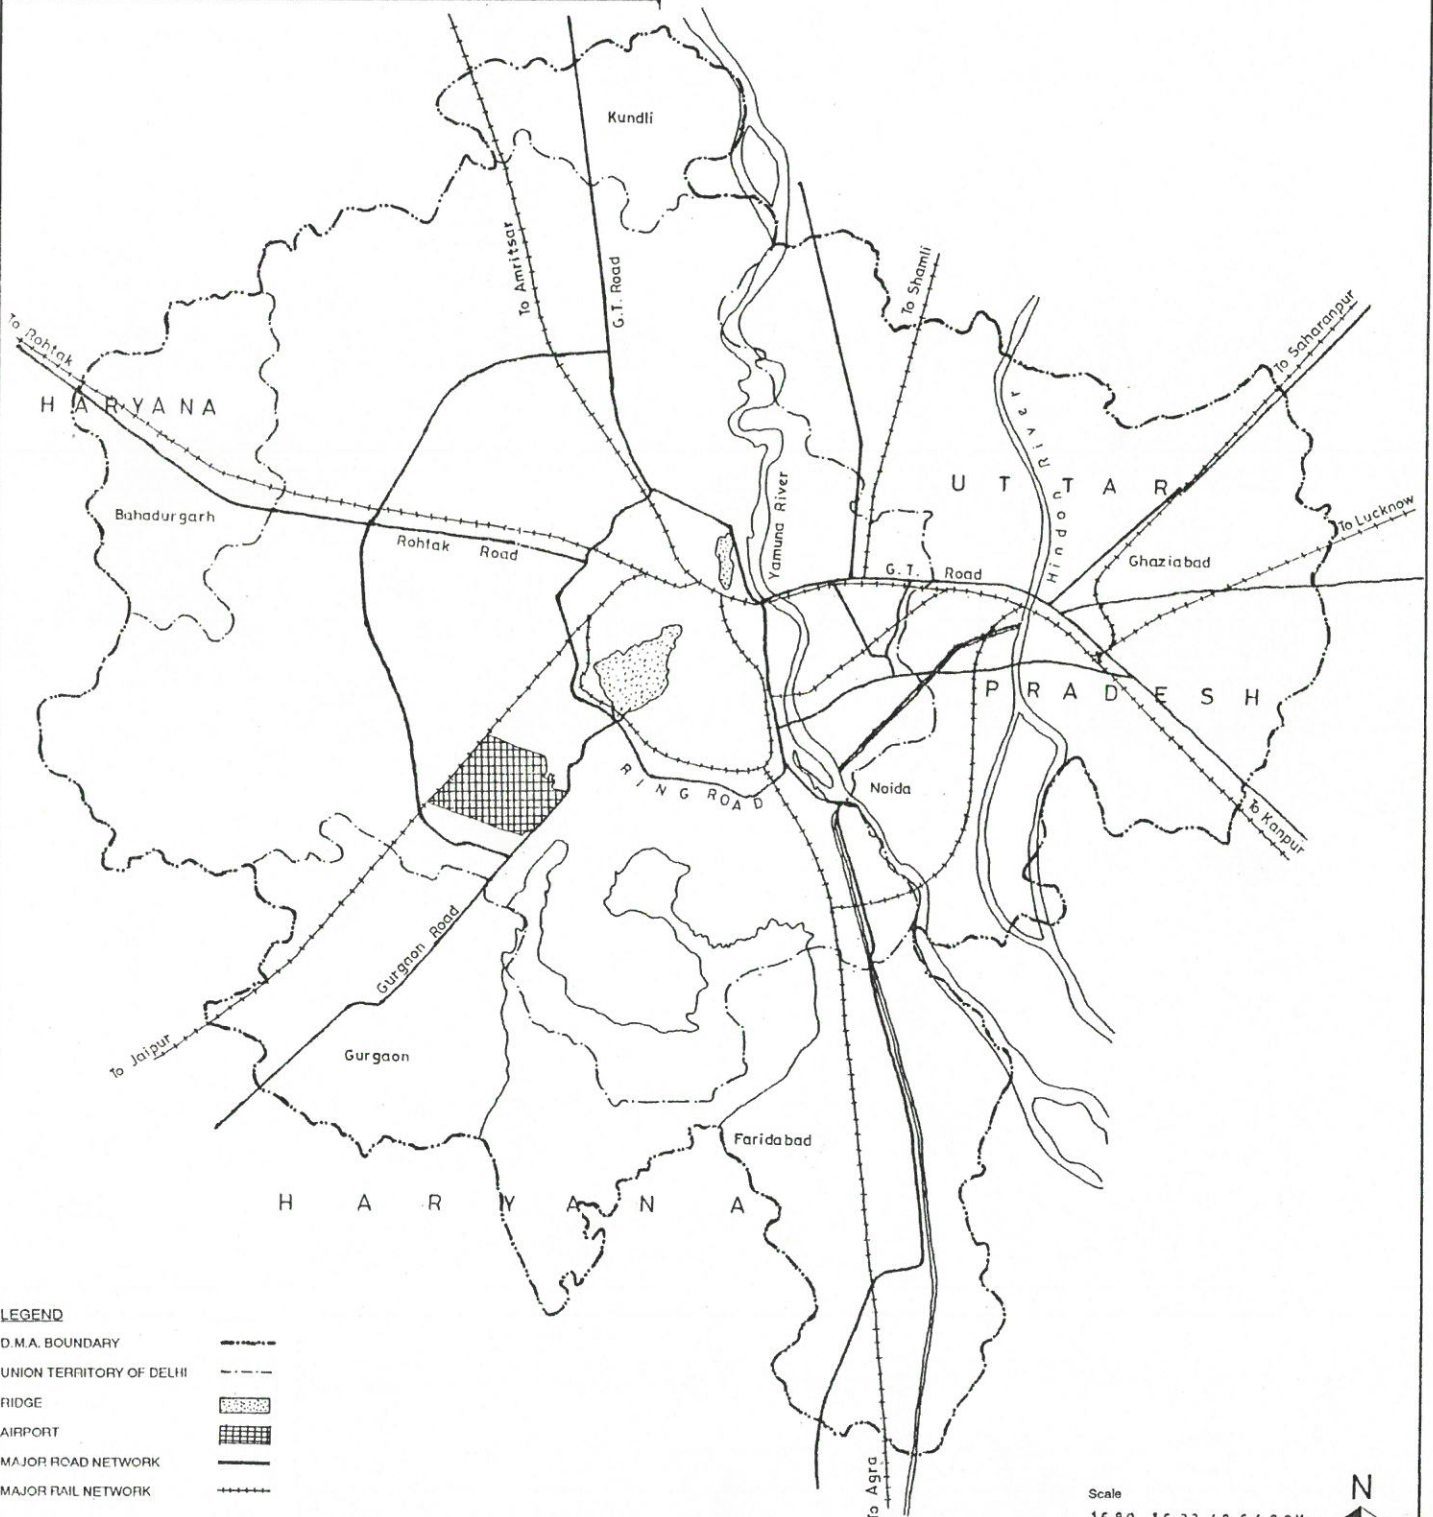 Kundli
To Amritsar
G.T. Road
To Shamli
To Rohtak
To Saharanpur
HARYANA
Hindon River
UTTAR
Yamuna River
To Lucknow
Bahadurgarh
Rohtak Road
G.T. Road
Ghaziabad
PRADESH
RING ROAD
Noida
To Kanpur
Gurgaon Road
To Jaipur
Gurgaon
Faridabad
HARYANA
To Agra
LEGEND
D.M.A. BOUNDARY
UNION TERRITORY OF DELHI
RIDGE
AIRPORT
MAJOR ROAD NETWORK
MAJOR RAIL NETWORK
Scale
N